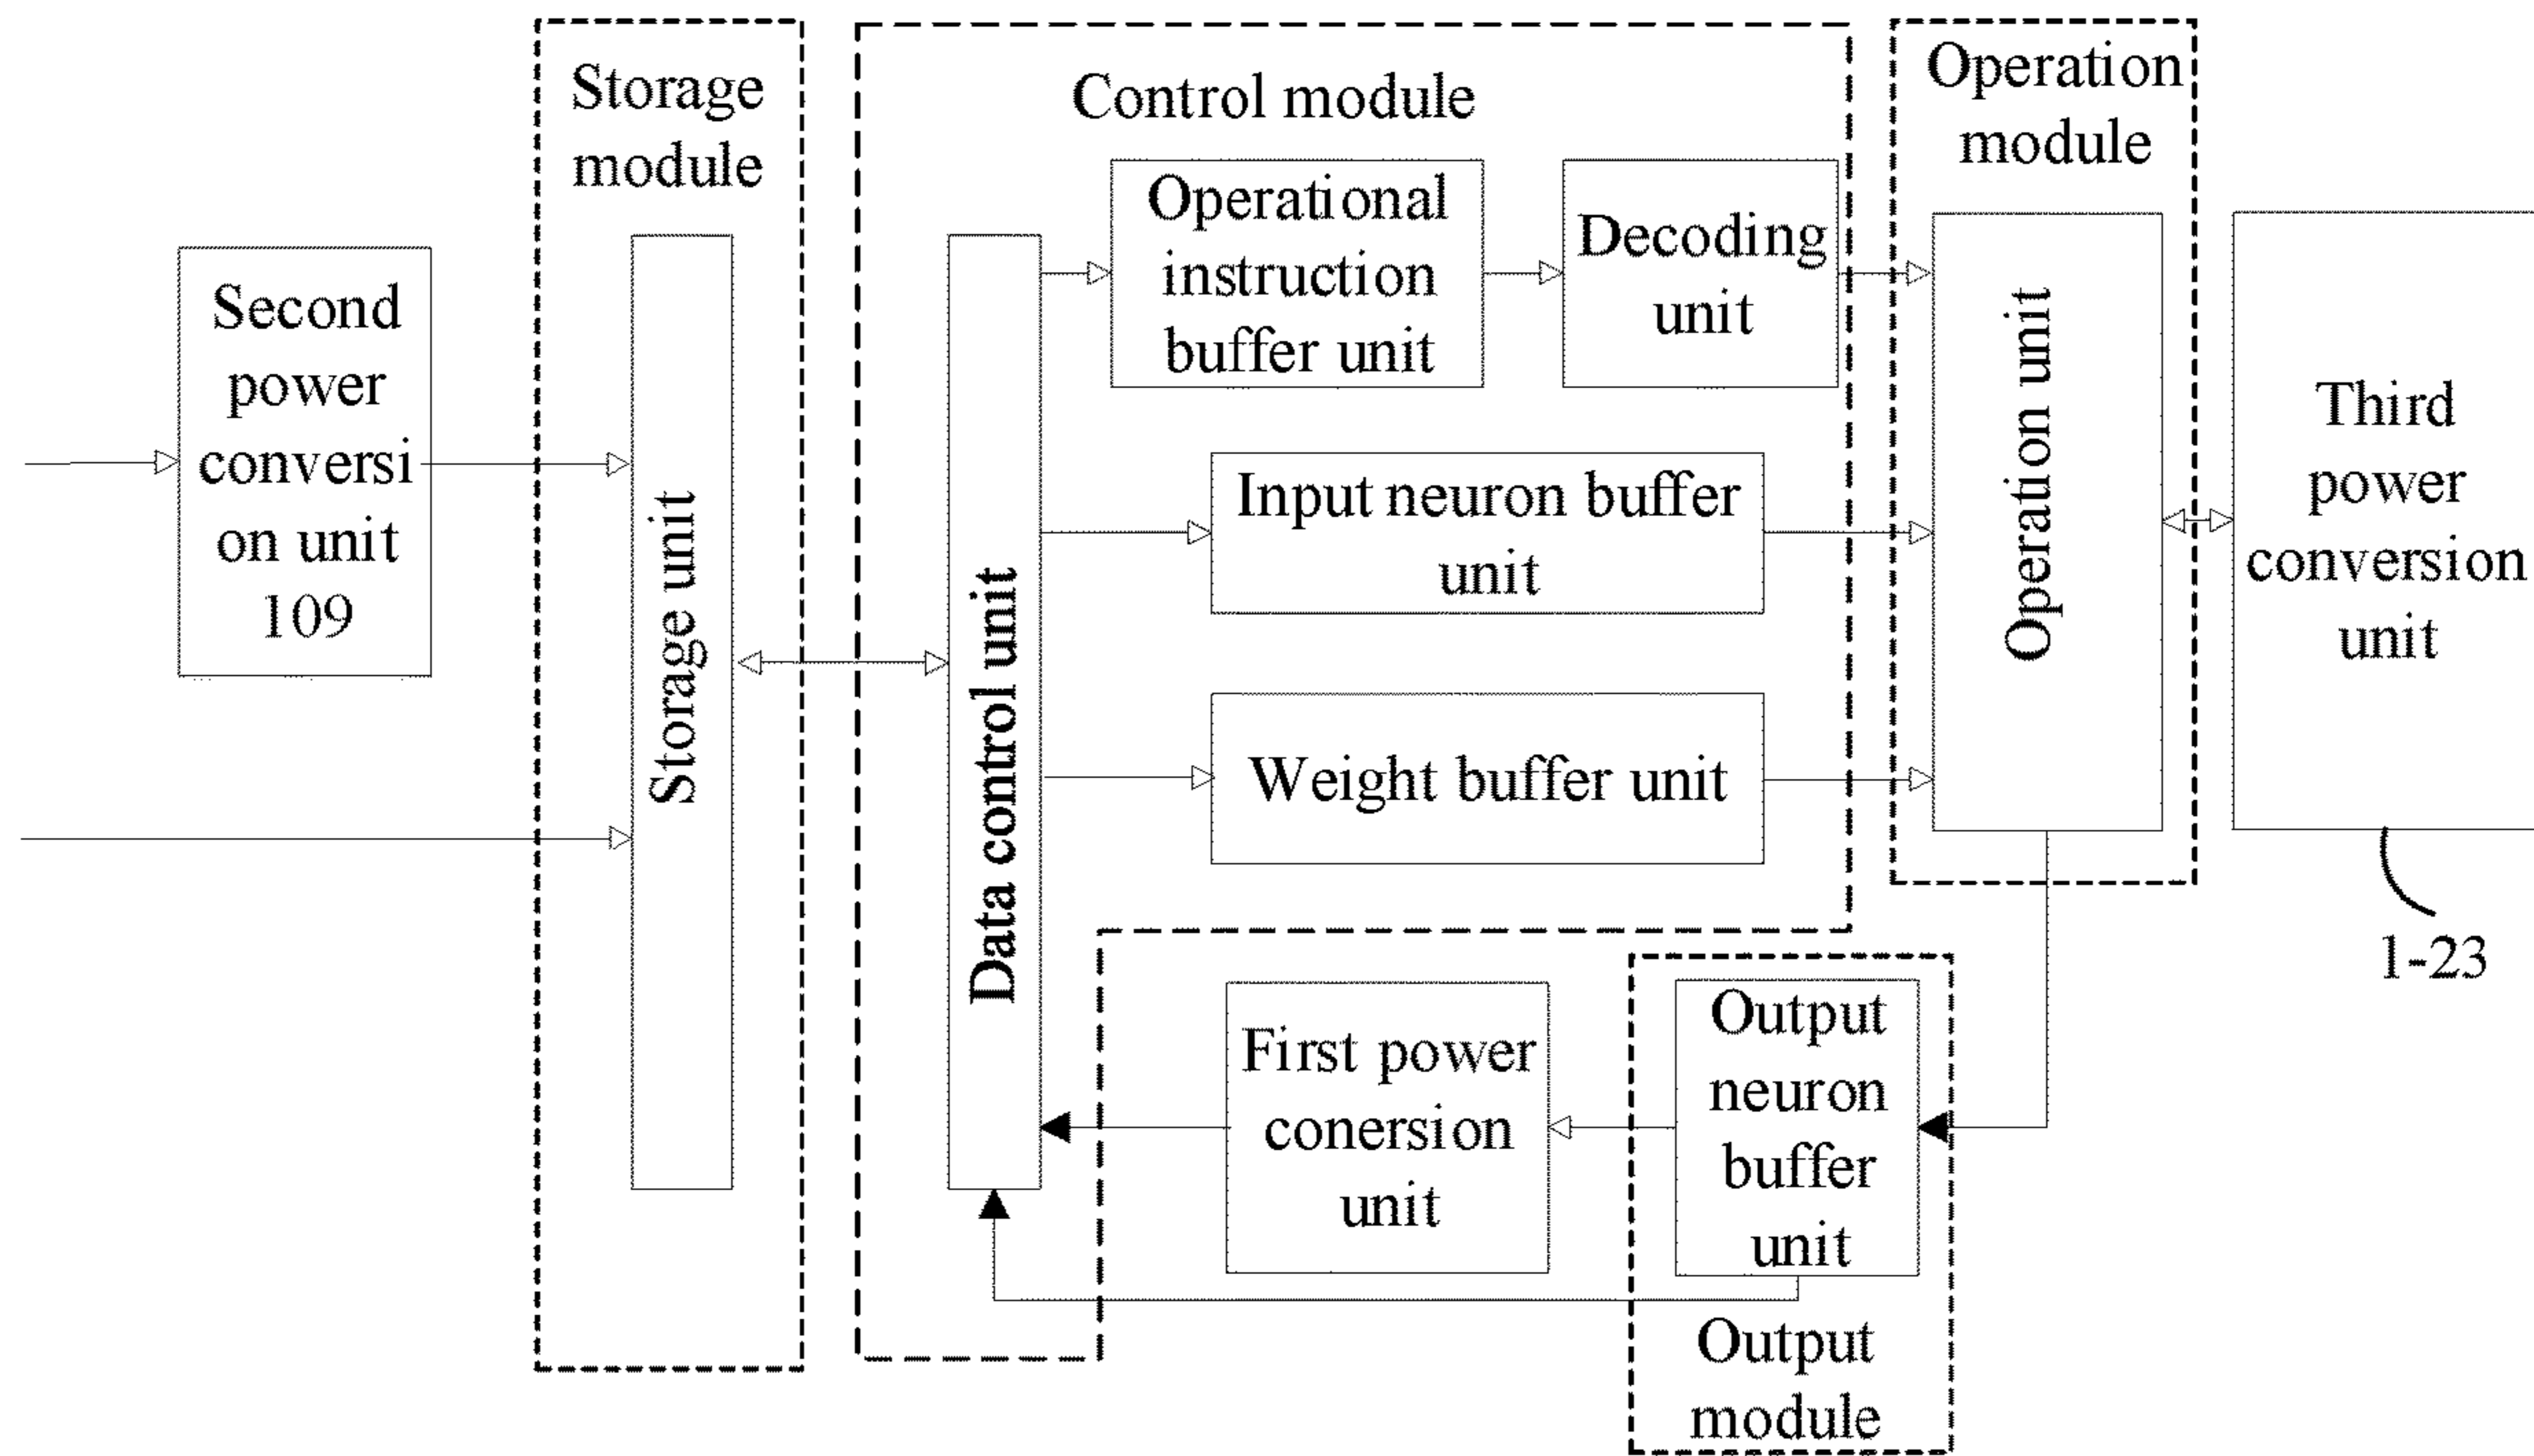 Storage
module
Control module
Operation
module
Second
power
conversi
on unit
109
Storage unit
Data control unit
Operational
instruction
buffer unit
Decoding
unit
Input neuron buffer
unit
Weight buffer unit
Operation unit
Third
power
conversion
unit
1-23
First power
conersion
unit
Output
neuron
buffer
unit
Output
module